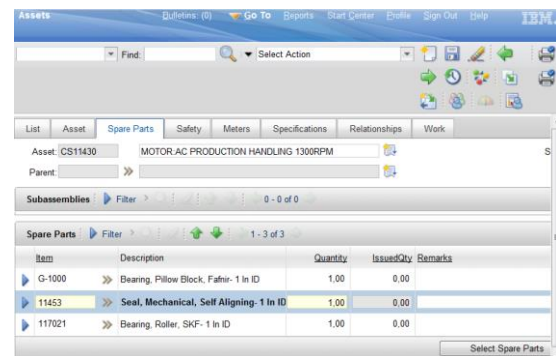 Assets
Bulletins: (0) Go To Reports Start Center Profile Sign Out Help IBM
Find: Select Action
List Asset Spare Parts Safety Meters Specifications Relationships Work
Asset: CS11430 MOTOR:AC PRODUCTION HANDLING 1300RPM S
Parent:
Subassemblies Filter 0 - 0 of 0
Spare Parts Filter 1 - 3 of 3
Item Description Quantity IssuedQty Remarks
G-1000 Bearing, Pillow Block, Fafnir- 1 In ID 1,00 0,00
11453 Seal, Mechanical, Self Aligning- 1 In ID 1,00 0,00
117021 Bearing, Roller, SKF- 1 In ID 1,00 0,00
Select Spare Parts